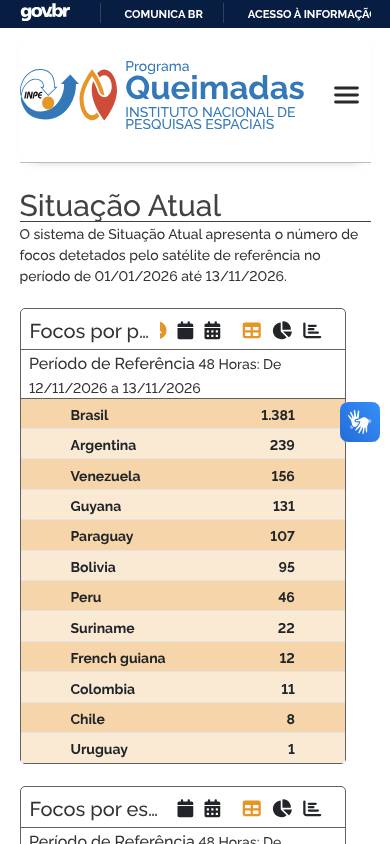 gov.br COMUNICA BR ACESSO À INFORMAÇÃO
Programa
Queimadas
INPE
INSTITUTO NACIONAL DE
PESQUISAS ESPACIAIS
Situação Atual
O sistema de Situação Atual apresenta o número de
focos detetados pelo satélite de referência no
período de 01/01/2026 até 13/11/2026.
Focos por p...
Período de Referência 48 Horas: De
12/11/2026 a 13/11/2026
Brasil 1.381
Argentina 239
Venezuela 156
Guyana 131
Paraguay 107
Bolivia 95
Peru 46
Suriname 22
French guiana 12
Colombia 11
Chile 8
Uruguay 1
Focos por es...
Período de Referência 48 Horas: De